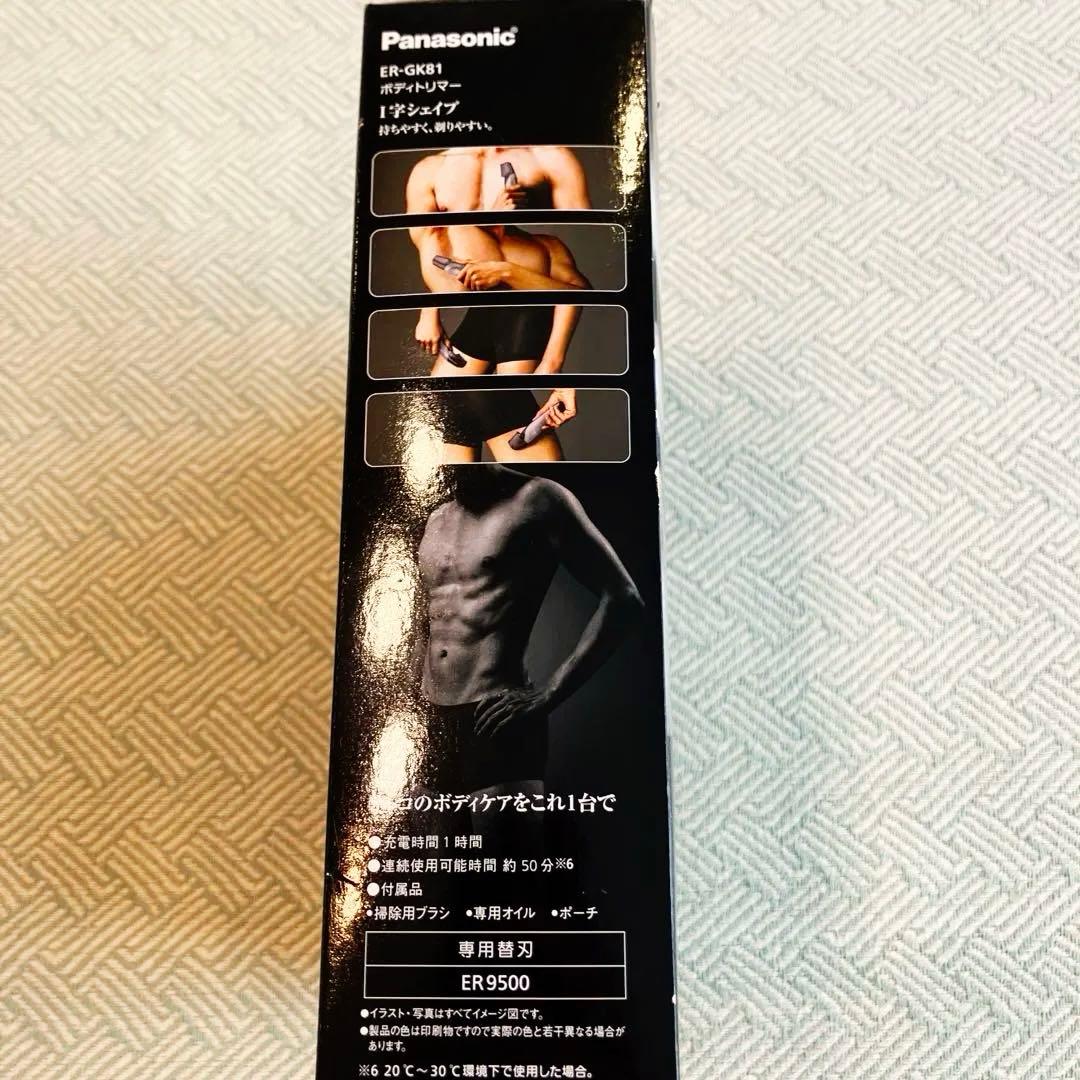 Panasonic®
ER-GK81
ボディトリマー
I字シェイプ
持ちやすく、剃りやすい。
のボディケアをこれ1台で
●充電時間1時間
●連続使用可能時間 約50分※6
●付属品
•掃除用ブラシ •専用オイル •ポーチ
専用替刃
ER9500
●イラスト・写真はすべてイメージ図です。
●製品の色は印刷物ですので実際の色と若干異なる場合が
あります。
※6 20℃～30℃環境下で使用した場合。